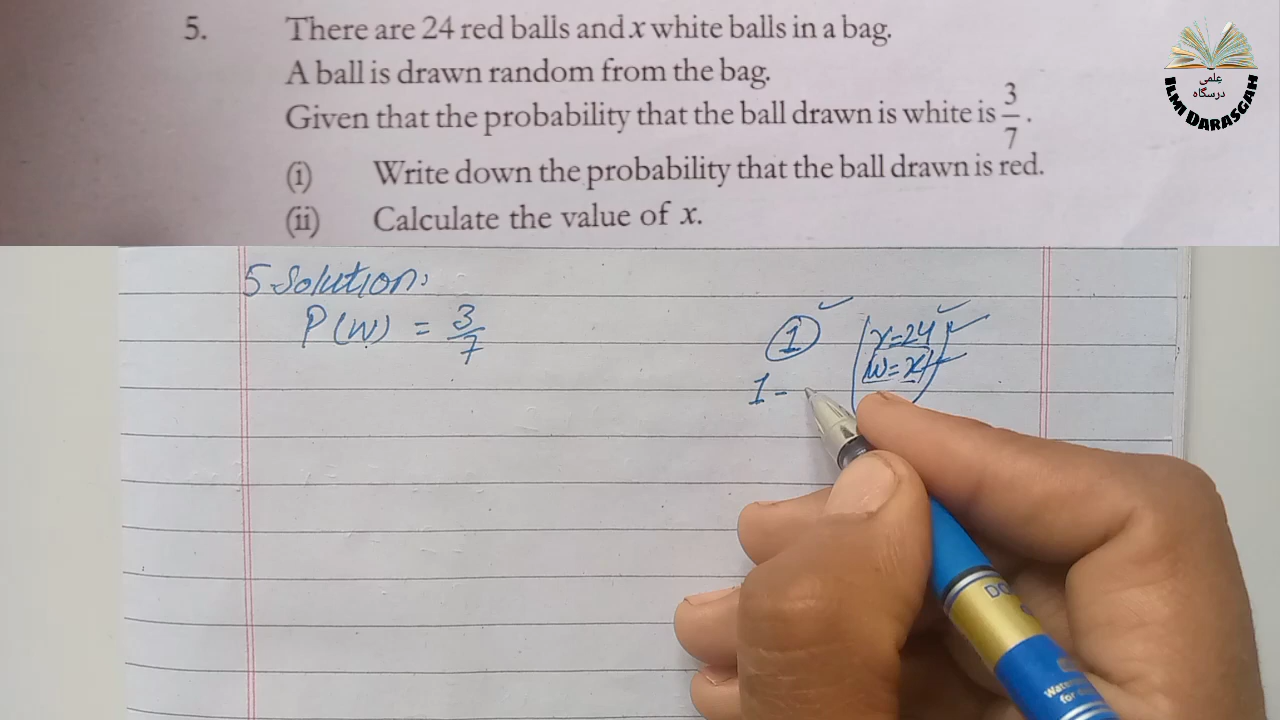 5. There are 24 red balls and x white balls in a bag.
A ball is drawn random from the bag.
Given that the probability that the ball drawn is white is 3/7.
(i) Write down the probability that the ball drawn is red.
(ii) Calculate the value of x.
علمی
درسگاہ
ILMI DARASGAH
5 Solution:
P(W) = 3/7
1
r=24
w=x
1 -
DO